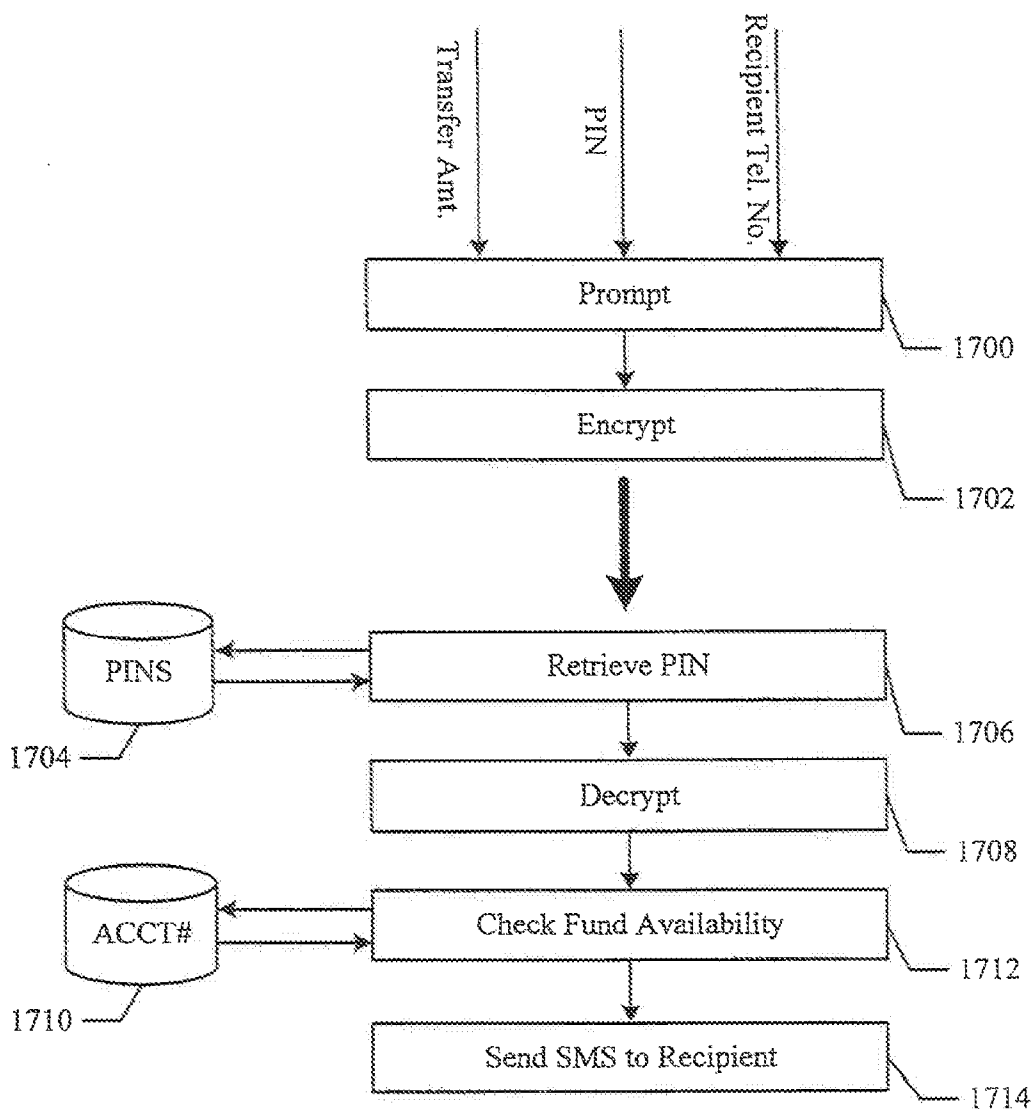 Transfer Amt.
PIN
Recipient Tel. No.
Prompt
1700
Encrypt
1702
PINS
1704
Retrieve PIN
1706
Decrypt
1708
ACCT#
1710
Check Fund Availability
1712
Send SMS to Recipient
1714